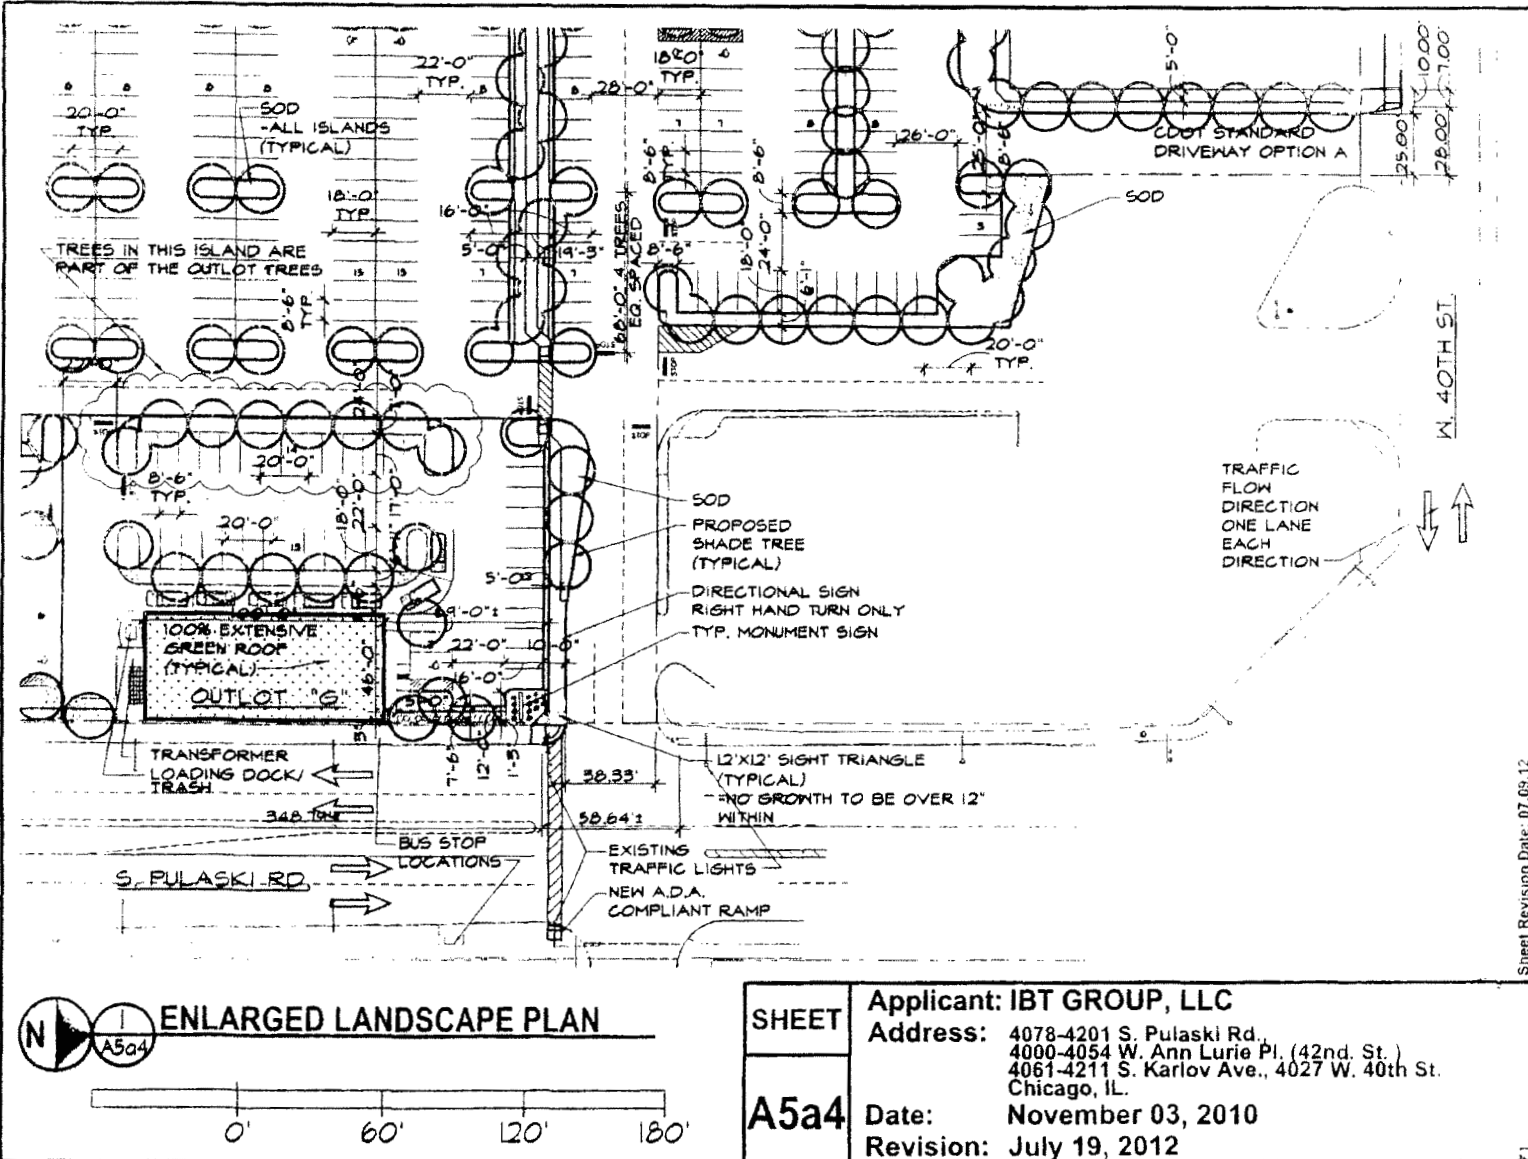 22'-0"
TYP.
18'-0"
TYP.
28'-0"
5'-0"
10.00'
7.00'
20'-0"
TYP.
SOD
-ALL ISLANDS
(TYPICAL)
26'-0"
CDOT STANDARD
DRIVEWAY OPTION A
25.00'
28.00'
8'-6"
TYP.
8'-6"
18'-0"
TYP.
16'-0"
SOD
TREES IN THIS ISLAND ARE
PART OF THE OUTLOT TREES
5'-0"
19'-3"
68'-0" 4 TREES
EQ. SPACED
8'-6"
18'-0"
24'-0"
6'-1"
8'-6"
TYP.
20'-0"
TYP.
STOP
W. 40TH ST.
24'-0"
STOP
STOP
20'-0"
8'-6"
TYP.
18'-0"
22'-0"
17'-0"
20'-0"
SOD
PROPOSED
SHADE TREE
(TYPICAL)
TRAFFIC
FLOW
DIRECTION
ONE LANE
EACH
DIRECTION
5'-0"
DIRECTIONAL SIGN
RIGHT HAND TURN ONLY
TYP. MONUMENT SIGN
100% EXTENSIVE
GREEN ROOF
(TYPICAL)
OUTLOT "G"
46'-0"
22'-0"
10'-0"
16'-0"
7'-6"
12'-0"
1'-3"
TRANSFORMER
LOADING DOCK/
TRASH
38.33'
58.64'±
12'X12' SIGHT TRIANGLE
(TYPICAL)
-NO GROWTH TO BE OVER 12"
WITHIN
BUS STOP
LOCATIONS
EXISTING
TRAFFIC LIGHTS
NEW A.D.A.
COMPLIANT RAMP
S. PULASKI RD.
Sheet Revision Date: 07.09.12
N
1
A5a4
ENLARGED LANDSCAPE PLAN
0'
60'
120'
180'
SHEET
A5a4
Applicant: IBT GROUP, LLC
Address: 4078-4201 S. Pulaski Rd.,
4000-4054 W. Ann Lurie Pl. (42nd. St. )
4061-4211 S. Karlov Ave., 4027 W. 40th St.
Chicago, IL.
Date: November 03, 2010
Revision: July 19, 2012